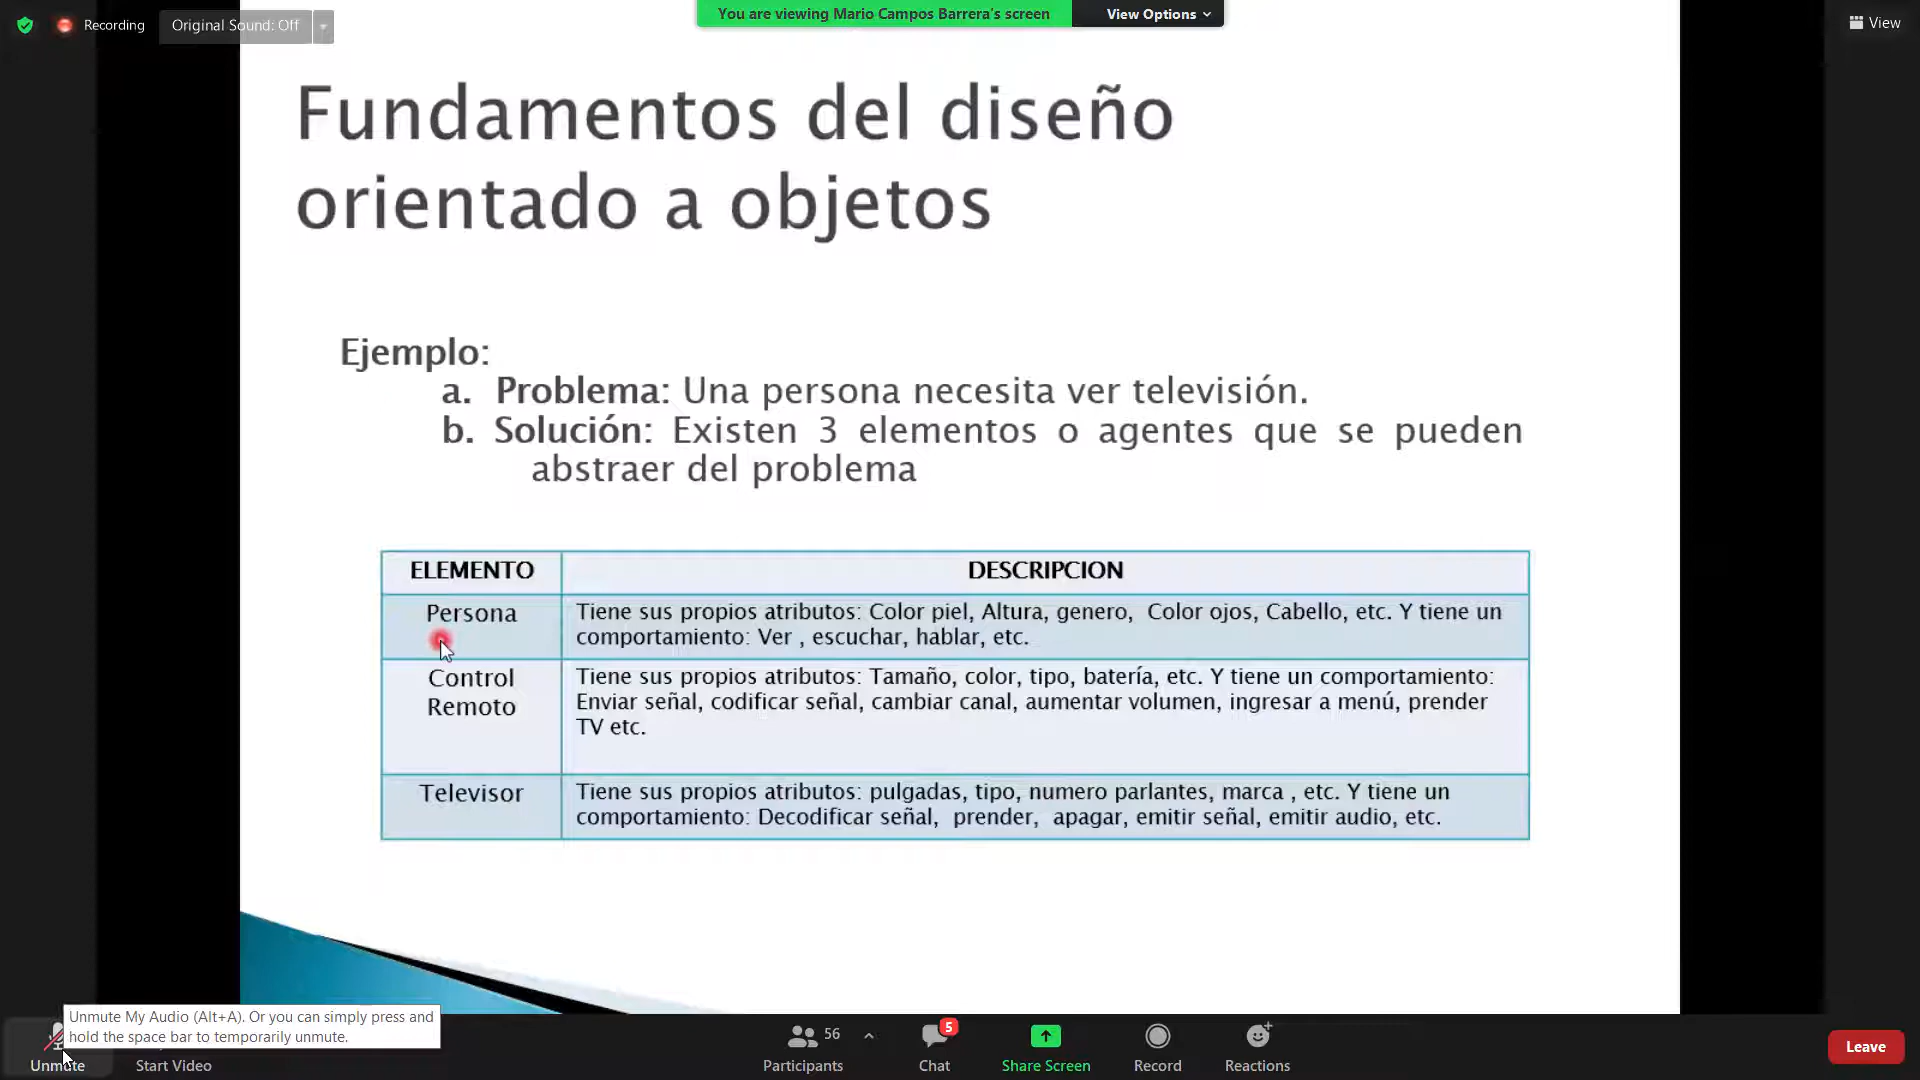 Recording
Original Sound: Off
You are viewing Mario Campos Barrera's screen
View Options
View
Fundamentos del diseño
orientado a objetos
Ejemplo:
a. Problema: Una persona necesita ver televisión.
b. Solución: Existen 3 elementos o agentes que se pueden
abstraer del problema
ELEMENTO
DESCRIPCION
Persona
Tiene sus propios atributos: Color piel, Altura, genero, Color ojos, Cabello, etc. Y tiene un
comportamiento: Ver , escuchar, hablar, etc.
Control
Remoto
Tiene sus propios atributos: Tamaño, color, tipo, batería, etc. Y tiene un comportamiento:
Enviar señal, codificar señal, cambiar canal, aumentar volumen, ingresar a menú, prender
TV etc.
Televisor
Tiene sus propios atributos: pulgadas, tipo, numero parlantes, marca , etc. Y tiene un
comportamiento: Decodificar señal, prender, apagar, emitir señal, emitir audio, etc.
Unmute My Audio (Alt+A). Or you can simply press and
hold the space bar to temporarily unmute.
Unmute
Start Video
56
Participants
5
Chat
Share Screen
Record
Reactions
Leave